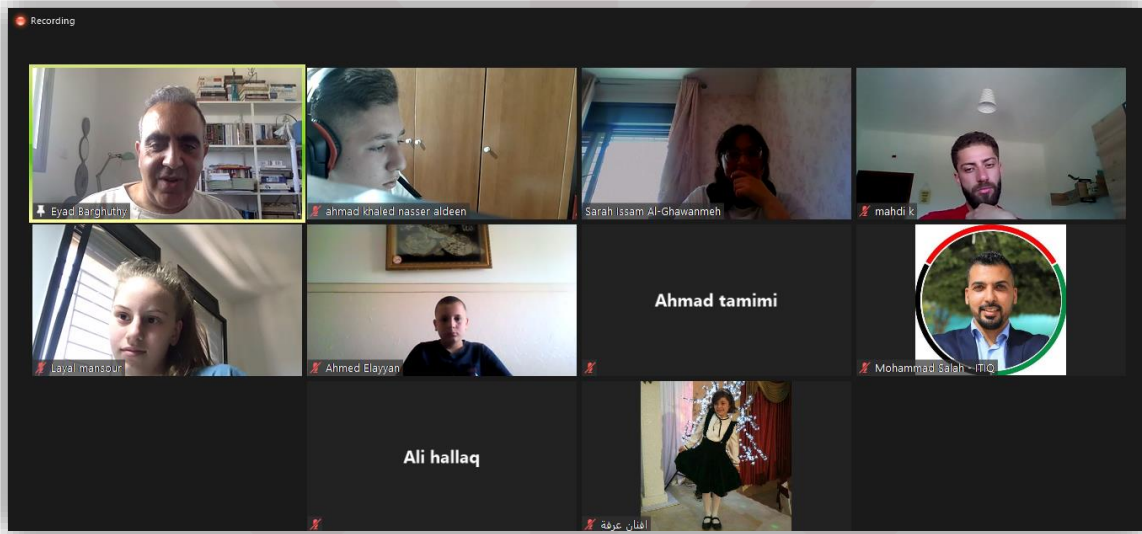 Recording
Eyad Barghuthy
ahmad khaled nasser aldeen
Sarah Issam Al-Ghawanmeh
mahdi k
Layal mansour
Ahmed Elayyan
Ahmad tamimi
Mohammad Salah - ITIQ
Ali hallaq
افنان عرفة